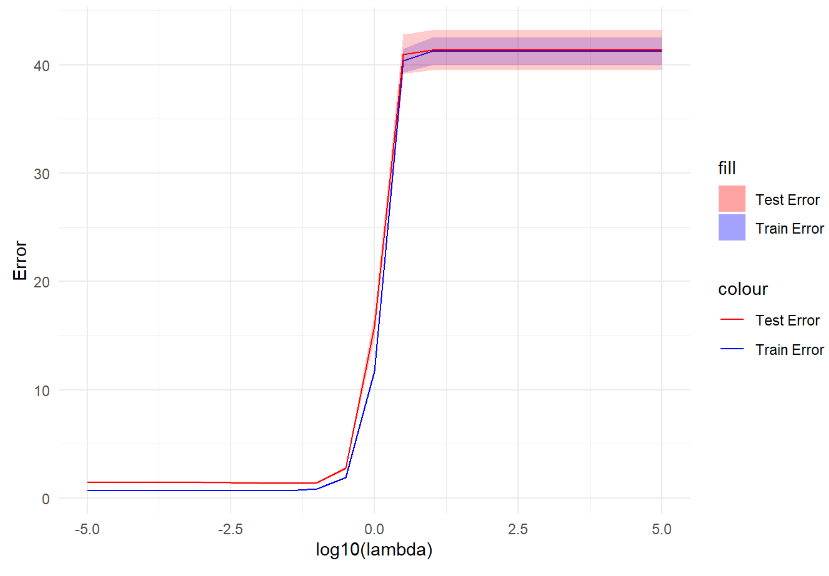 40
30
20
10
0
Error
-5.0
-2.5
0.0
2.5
5.0
log10(lambda)
fill
Test Error
Train Error
colour
Test Error
Train Error